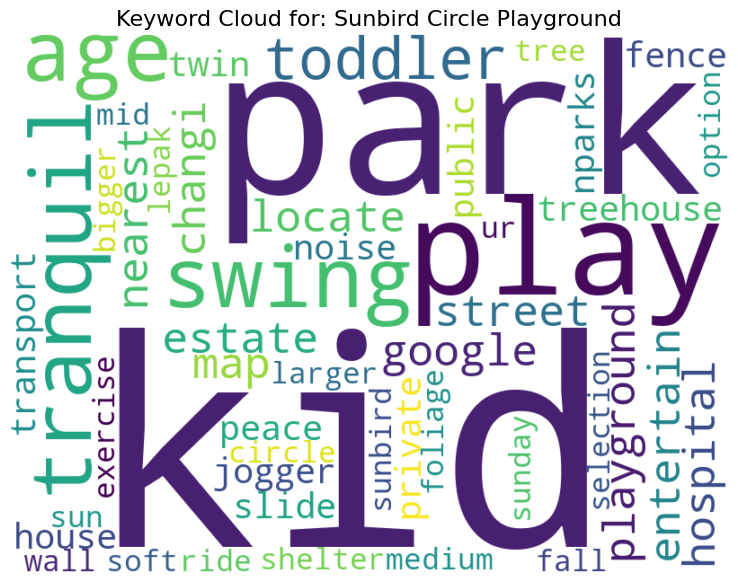 Keyword Cloud for: Sunbird Circle Playground
age
twin
toddler
tree
fence
park
mid
nparks
option
tranquil
bigger
nearest
lepak
changi
public
locate
treehouse
ur
play
noise
swing
transport
street
estate
google
map
larger
exercise
kid
peace
circle
jogger
slide
sunbird
private
foliage
sunday
selection
playground
entertain
hospital
sun
house
wall
soft
ride
shelter
medium
fall